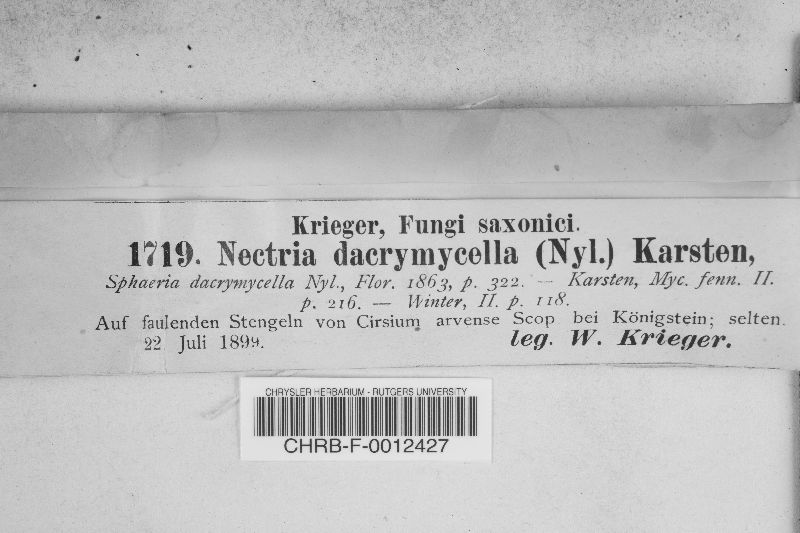 Krieger, Fungi saxonici.
1719. Nectria dacrymycella (Nyl.) Karsten,
Sphaeria dacrymycella Nyl., Flor. 1863, p. 322. — Karsten, Myc. fenn. II.
p. 216. — Winter, II. p. 118.
Auf faulenden Stengeln von Cirsium arvense Scop bei Königstein; selten.
22 Juli 1899.
leg. W. Krieger.
CHRYSLER HERBARIUM - RUTGERS UNIVERSITY
CHRB-F-0012427